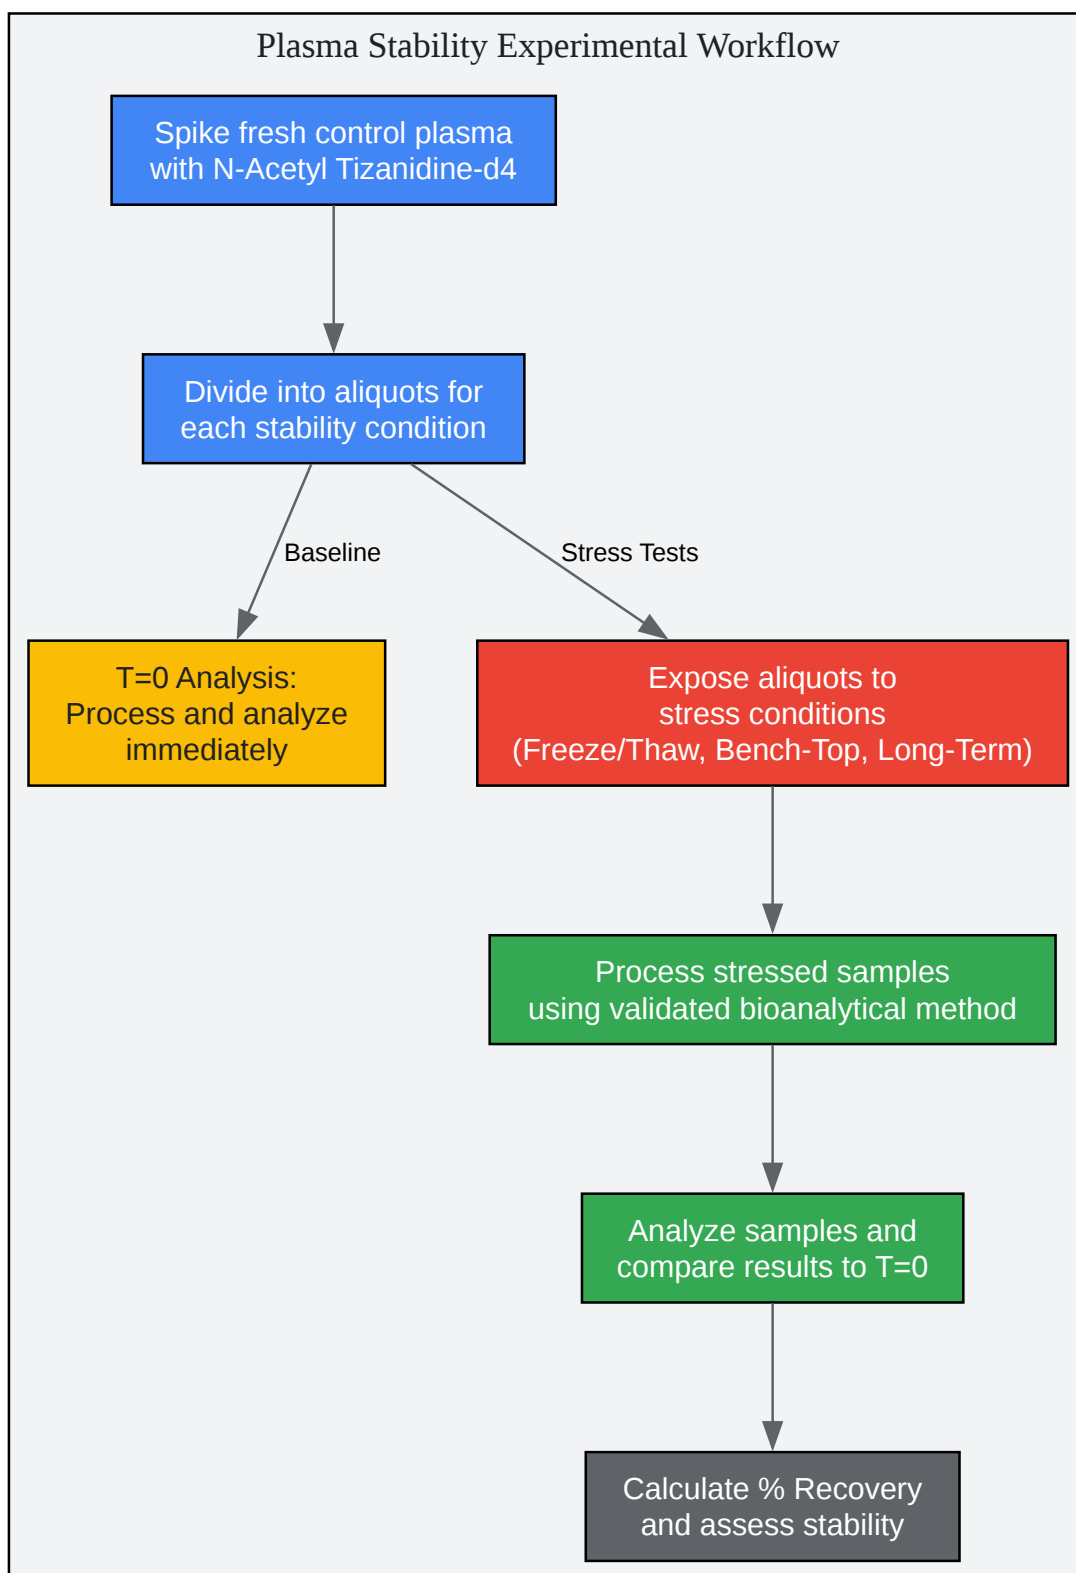 Plasma Stability Experimental Workflow
Spike fresh control plasma
with N-Acetyl Tizanidine-d4
Divide into aliquots for
each stability condition
Baseline
Stress Tests
T=0 Analysis:
Process and analyze
immediately
Expose aliquots to
stress conditions
(Freeze/Thaw, Bench-Top, Long-Term)
Process stressed samples
using validated bioanalytical method
Analyze samples and
compare results to T=0
Calculate % Recovery
and assess stability